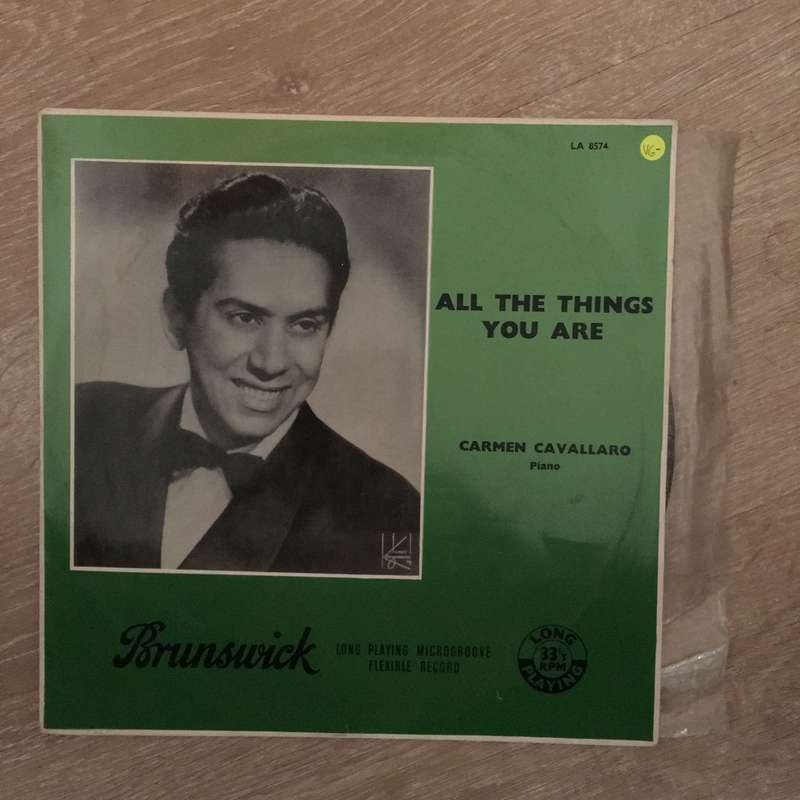 LA 8574
VG-
ALL THE THINGS
YOU ARE
CARMEN CAVALLARO
Piano
Brunswick
LONG PLAYING MICROGROOVE
FLEXIBLE RECORD
LONG
33⅓
RPM
PLAYING